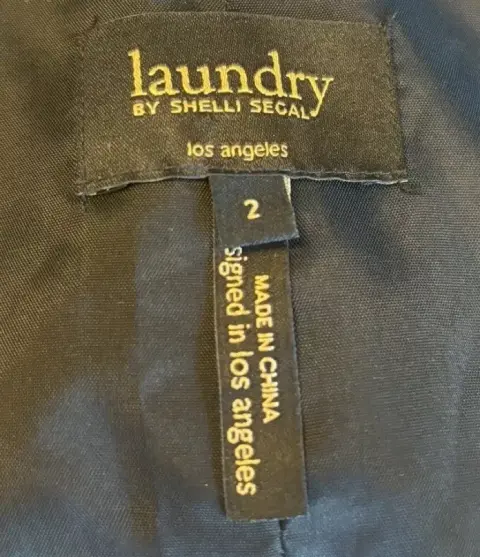 laundry
BY SHELLI SEGAL
los angeles
2
MADE IN CHINA
signed in los angeles